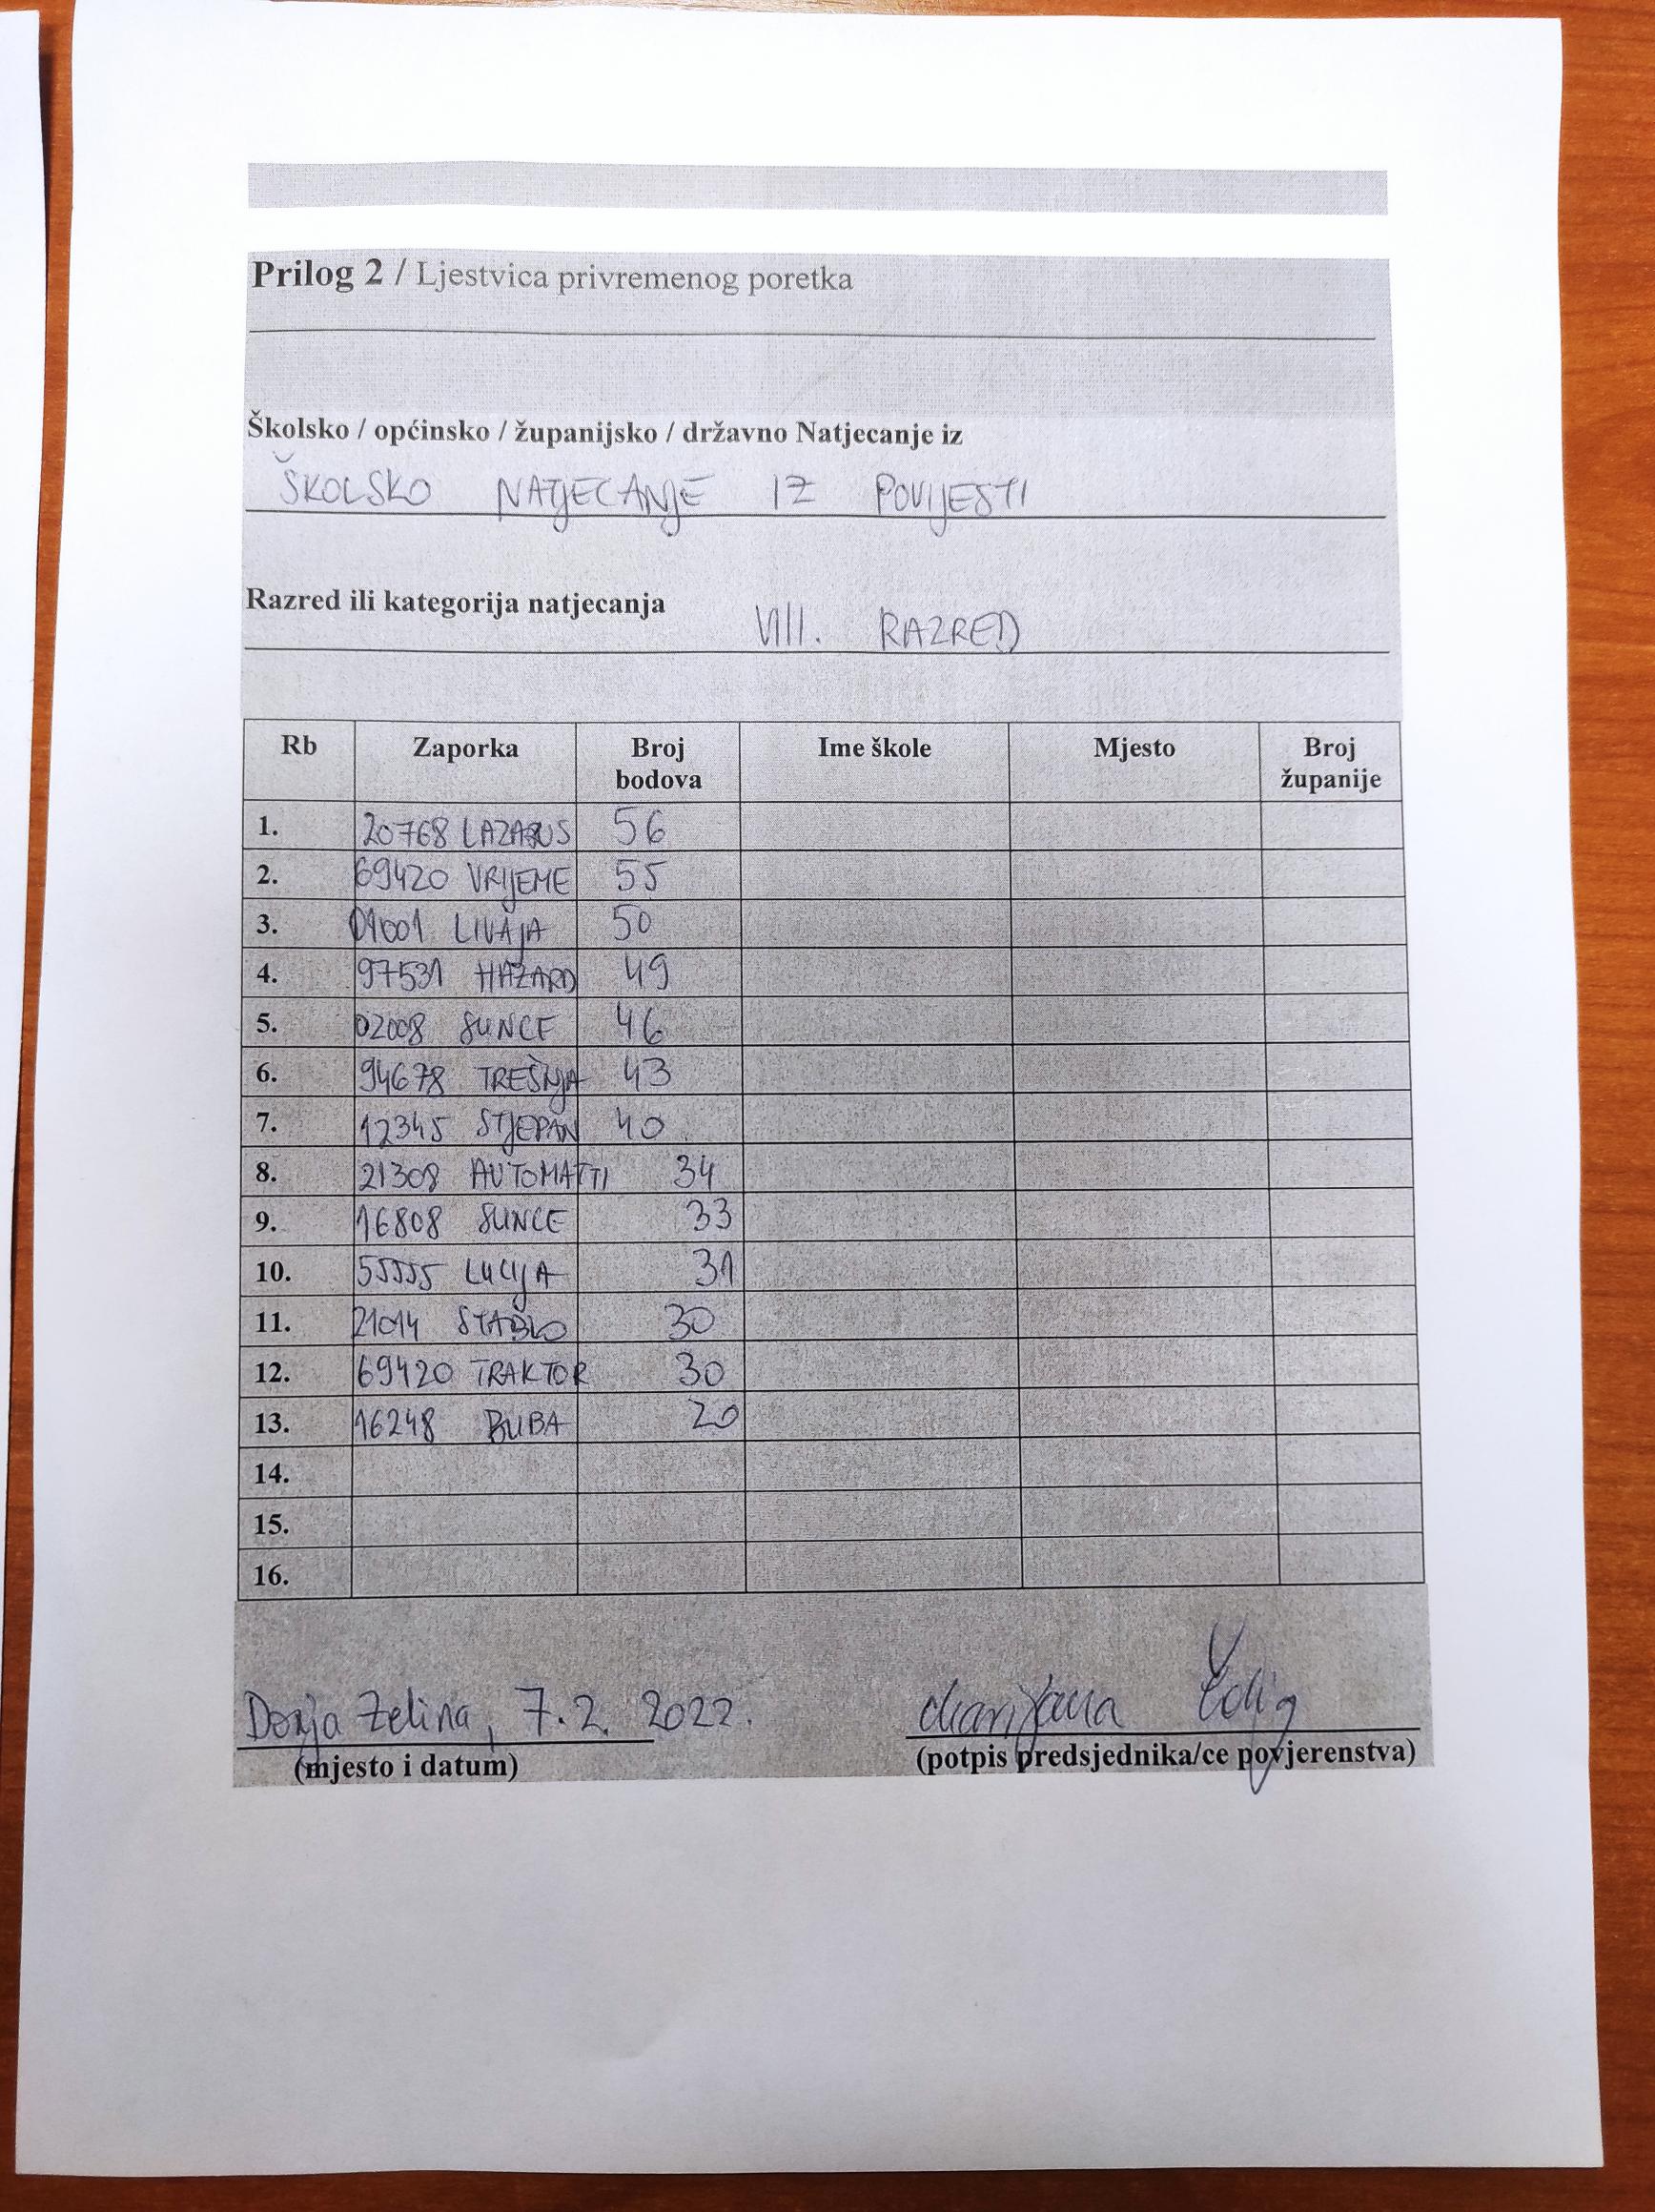 Prilog 2 / Ljestvica privremenog poretka
Školsko / općinsko / županijsko / državno Natjecanje iz
ŠKOLSKO NATJECANJE IZ POVIJESTI
Razred ili kategorija natjecanja
VIII. RAZRED
Rb Zaporka Broj bodova Ime škole Mjesto Broj županije
1. 20768 LAZARUS 56
2. 69420 VRIJEME 55
3. 01001 LIVAJA 50
4. 97531 HAZARD 49
5. 02008 SUNCE 46
6. 94678 TREŠNJA 43
7. 12345 STJEPAN 40
8. 21308 AUTOMATTI 34
9. 16808 SUNCE 33
10. 55555 LUCIJA 31
11. 21014 STABLO 30
12. 69420 TRAKTOR 30
13. 16248 BUBA 20
14.
15.
16.
Donja Zelina, 7. 2. 2022. Marijana
(mjesto i datum) (potpis predsjednika/ce povjerenstva)